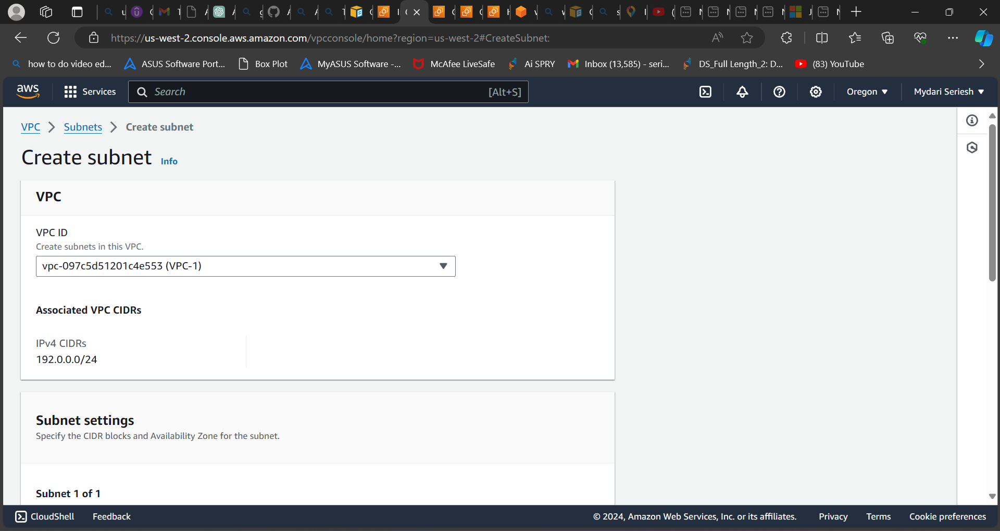 https://us-west-2.console.aws.amazon.com/vpcconsole/home?region=us-west-2#CreateSubnet:
how to do video ed... ASUS Software Port... Box Plot MyASUS Software -... McAfee LiveSafe Ai SPRY Inbox (13,585) - seri... DS_Full Length_2: D... (83) YouTube
aws Services Search [Alt+S] Oregon Mydari Seriesh
VPC Subnets Create subnet
Create subnet Info
VPC
VPC ID
Create subnets in this VPC.
vpc-097c5d51201c4e553 (VPC-1)
Associated VPC CIDRs
IPv4 CIDRs
192.0.0.0/24
Subnet settings
Specify the CIDR blocks and Availability Zone for the subnet.
Subnet 1 of 1
CloudShell Feedback © 2024, Amazon Web Services, Inc. or its affiliates. Privacy Terms Cookie preferences